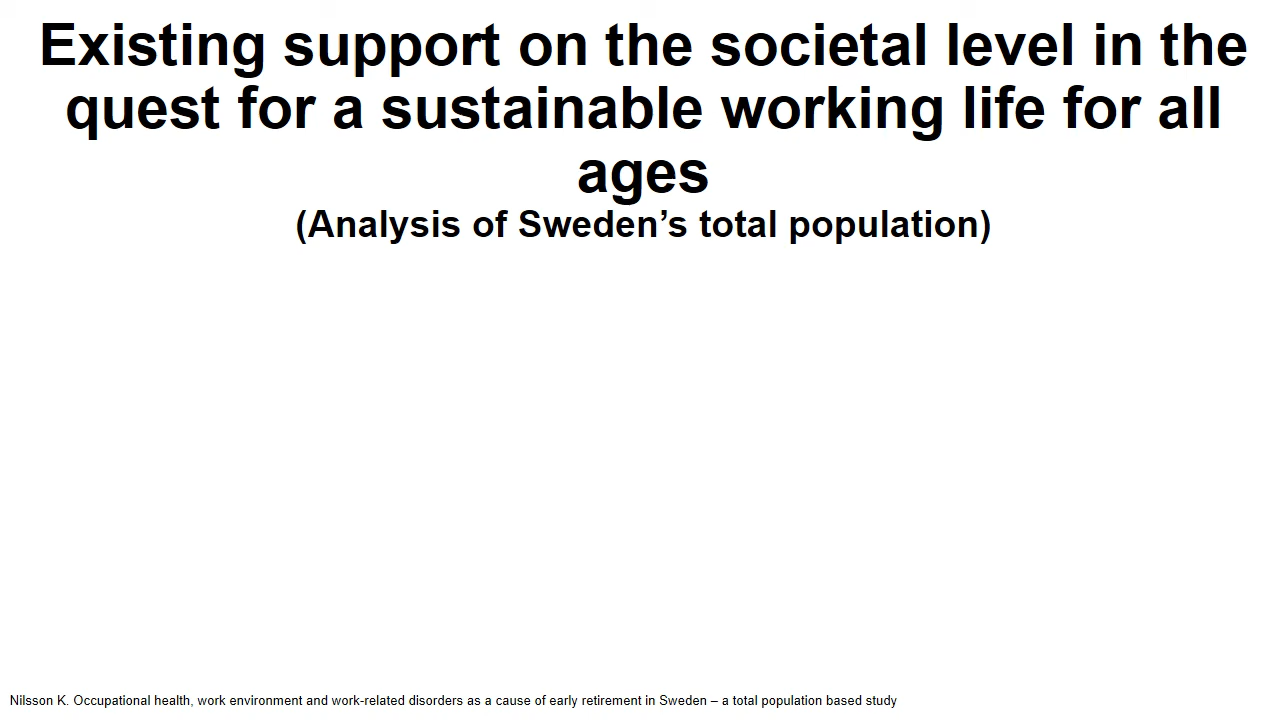 Existing support on the societal level in the
quest for a sustainable working life for all
ages
(Analysis of Sweden’s total population)
Nilsson K. Occupational health, work environment and work-related disorders as a cause of early retirement in Sweden – a total population based study